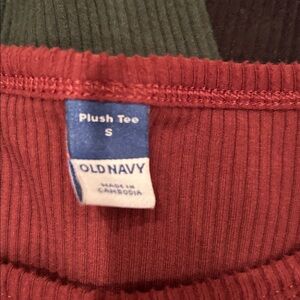 Plush Tee
S
OLD NAVY
MADE IN
CAMBODIA